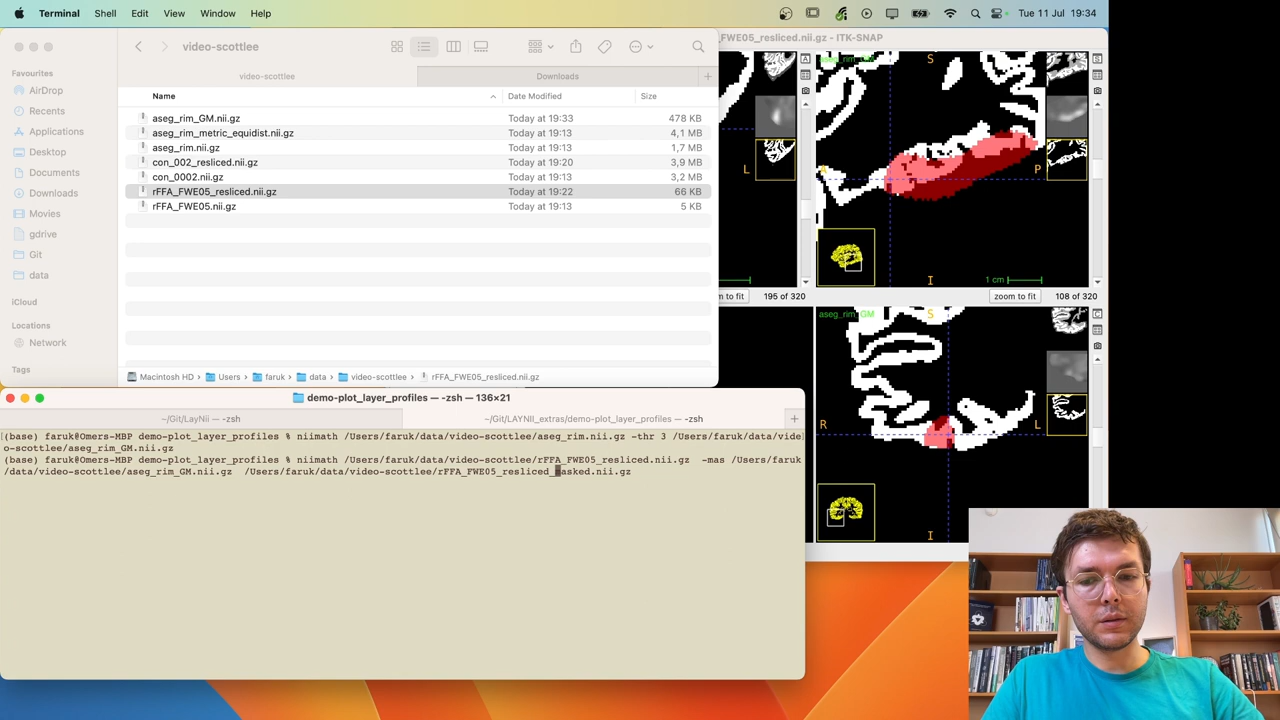 Terminal Shell Edit View Window Help Tue 11 Jul 19:34
video-scottlee
_FWE05_resliced.nii.gz - ITK-SNAP
video-scottlee Downloads
Favourites
AirDrop
Recents
Applications
Desktop
Documents
Downloads
Movies
gdrive
Git
data
iCloud
Locations
Network
Tags
Name Date Modified Size
aseg_rim_GM.nii.gz Today at 19:33 478 KB
aseg_rim_metric_equidist.nii.gz Today at 19:13 4,1 MB
aseg_rim.nii.gz Today at 19:13 1,7 MB
con_002_resliced.nii.gz Today at 19:20 3,9 MB
con_0002.nii.gz Today at 19:13 3,2 MB
rFFA_FWE05_resliced.nii.gz Today at 19:22 66 KB
rFFA_FWE05.nii.gz Today at 19:13 5 KB
Macintosh HD Users faruk data video-scottlee rFFA_FWE05_resliced.nii.gz
aseg_rim_GM
S
A
L
A
P
S
I
1 cm
m to fit 195 of 320 zoom to fit 108 of 320
aseg_rim_GM
S
C
R
L
I
demo-plot_layer_profiles — -zsh — 136×21
~/Git/LayNii — -zsh ~/Git/LAYNII_extras/demo-plot_layer_profiles — -zsh
(base) faruk@Omers-MBP demo-plot_layer_profiles % niimath /Users/faruk/data/video-scottlee/aseg_rim.nii.gz -thr 3 /Users/faruk/data/vide
o-scottlee/aseg_rim_GM.nii.gz
(base) faruk@Omers-MBP demo-plot_layer_profiles % niimath /Users/faruk/data/video-scottlee/rFFA_FWE05_resliced.nii.gz -mas /Users/faruk
/data/video-scottlee/aseg_rim_GM.nii.gz /Users/faruk/data/video-scottlee/rFFA_FWE05_resliced_masked.nii.gz